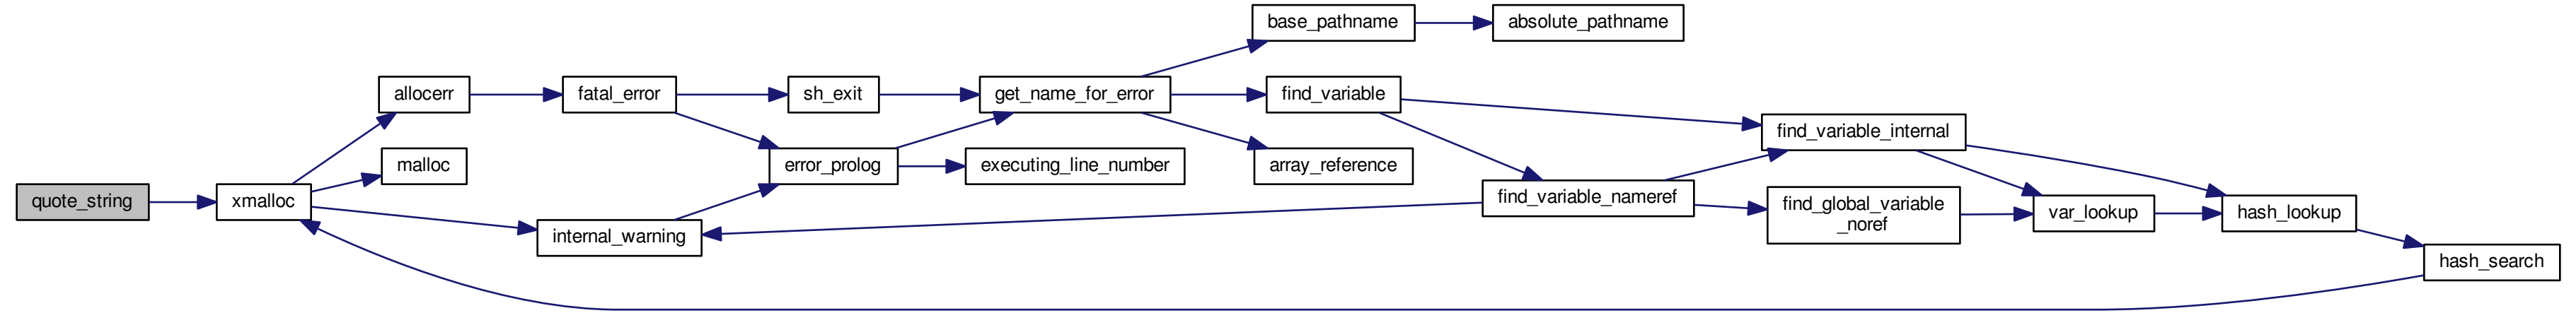 base_pathname
absolute_pathname
allocerr
fatal_error
sh_exit
get_name_for_error
find_variable
find_variable_internal
malloc
error_prolog
executing_line_number
array_reference
quote_string
xmalloc
find_variable_nameref
find_global_variable
_noref
var_lookup
hash_lookup
internal_warning
hash_search